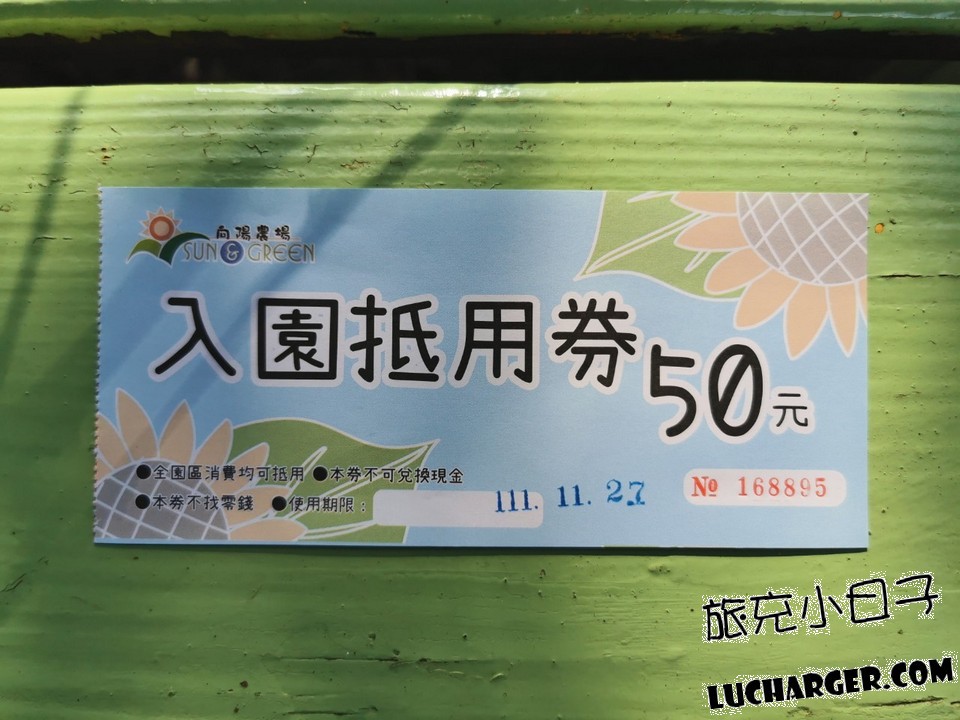 向陽農場
SUN & GREEN
入園抵用券50元
●全園區消費均可抵用 ●本券不可兌換現金
●本券不找零錢 ●使用期限：111.11.27
№ 168895
旅充小日子
LUCHARGER.COM